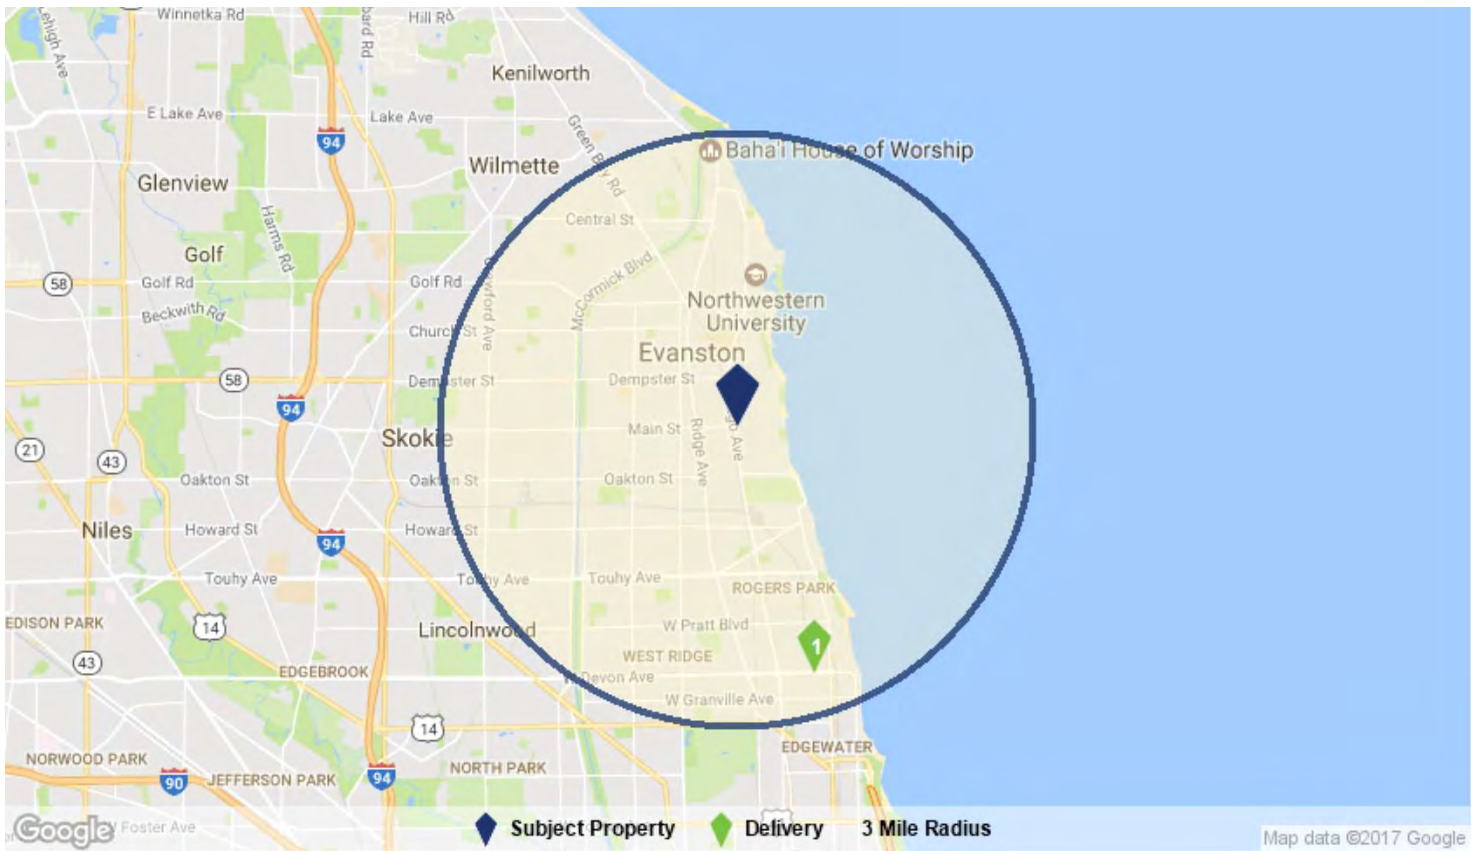 Winnetka Rd
Hill Rd
Lehigh Ave
Kenilworth
E Lake Ave
Lake Ave
94
Green Bay Rd
Baha'i House of Worship
Wilmette
Glenview
Harms Rd
Central St
Golf
McCormick Blvd
58
Golf Rd
Golf Rd
Crawford Ave
Northwestern
University
Beckwith Rd
Church St
Evanston
58
Dempster St
Dempster St
94
21
43
Skokie
Main St
Ridge Ave
Ave
Oakton St
Oakton St
Oakton St
Niles
Howard St
94
Howard St
Touhy Ave
Touhy Ave
Touhy Ave
ROGERS PARK
EDISON PARK
14
Lincolnwood
W Pratt Blvd
1
43
EDGEBROOK
WEST RIDGE
W Devon Ave
W Granville Ave
14
EDGEWATER
NORWOOD PARK
90
JEFFERSON PARK
94
NORTH PARK
Google
W Foster Ave
Subject Property
Delivery
3 Mile Radius
Map data ©2017 Google